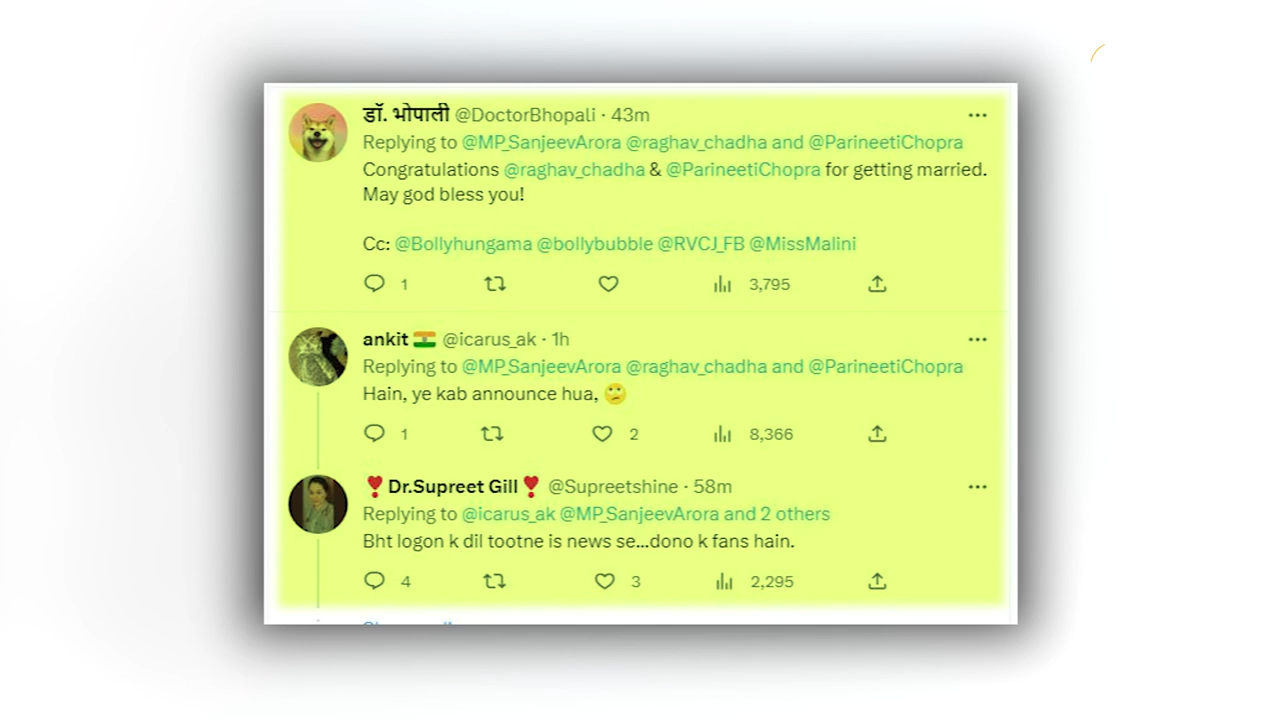 डॉ. भोपाली @DoctorBhopali · 43m
Replying to @MP_SanjeevArora @raghav_chadha and @ParineetiChopra
Congratulations @raghav_chadha & @ParineetiChopra for getting married.
May god bless you!
Cc: @Bollyhungama @bollybubble @RVCJ_FB @MissMalini
1 3,795
ankit 🇮🇳 @icarus_ak · 1h
Replying to @MP_SanjeevArora @raghav_chadha and @ParineetiChopra
Hain, ye kab announce hua, 🙄
1 2 8,366
❣️Dr.Supreet Gill❣️ @Supreetshine · 58m
Replying to @icarus_ak @MP_SanjeevArora and 2 others
Bht logon k dil tootne is news se...dono k fans hain.
4 3 2,295